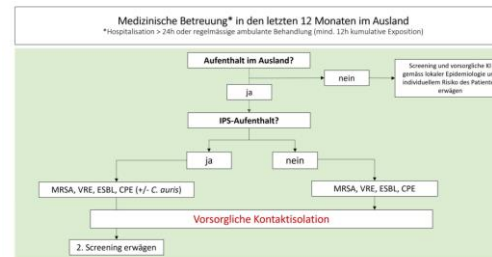 Medizinische Betreuung* in den letzten 12 Monaten im Ausland
*Hospitalisation > 24h oder regelmässige ambulante Behandlung (mind. 12h kumulative Exposition)
Aufenthalt im Ausland?
nein
Screening und vorsorgliche KI
gemäss lokaler Epidemiologie u
individuellem Risiko des Patiente
erwägen
ja
IPS-Aufenthalt?
ja
nein
MRSA, VRE, ESBL, CPE (+/- C. auris)
MRSA, VRE, ESBL, CPE
Vorsorgliche Kontaktisolation
2. Screening erwägen